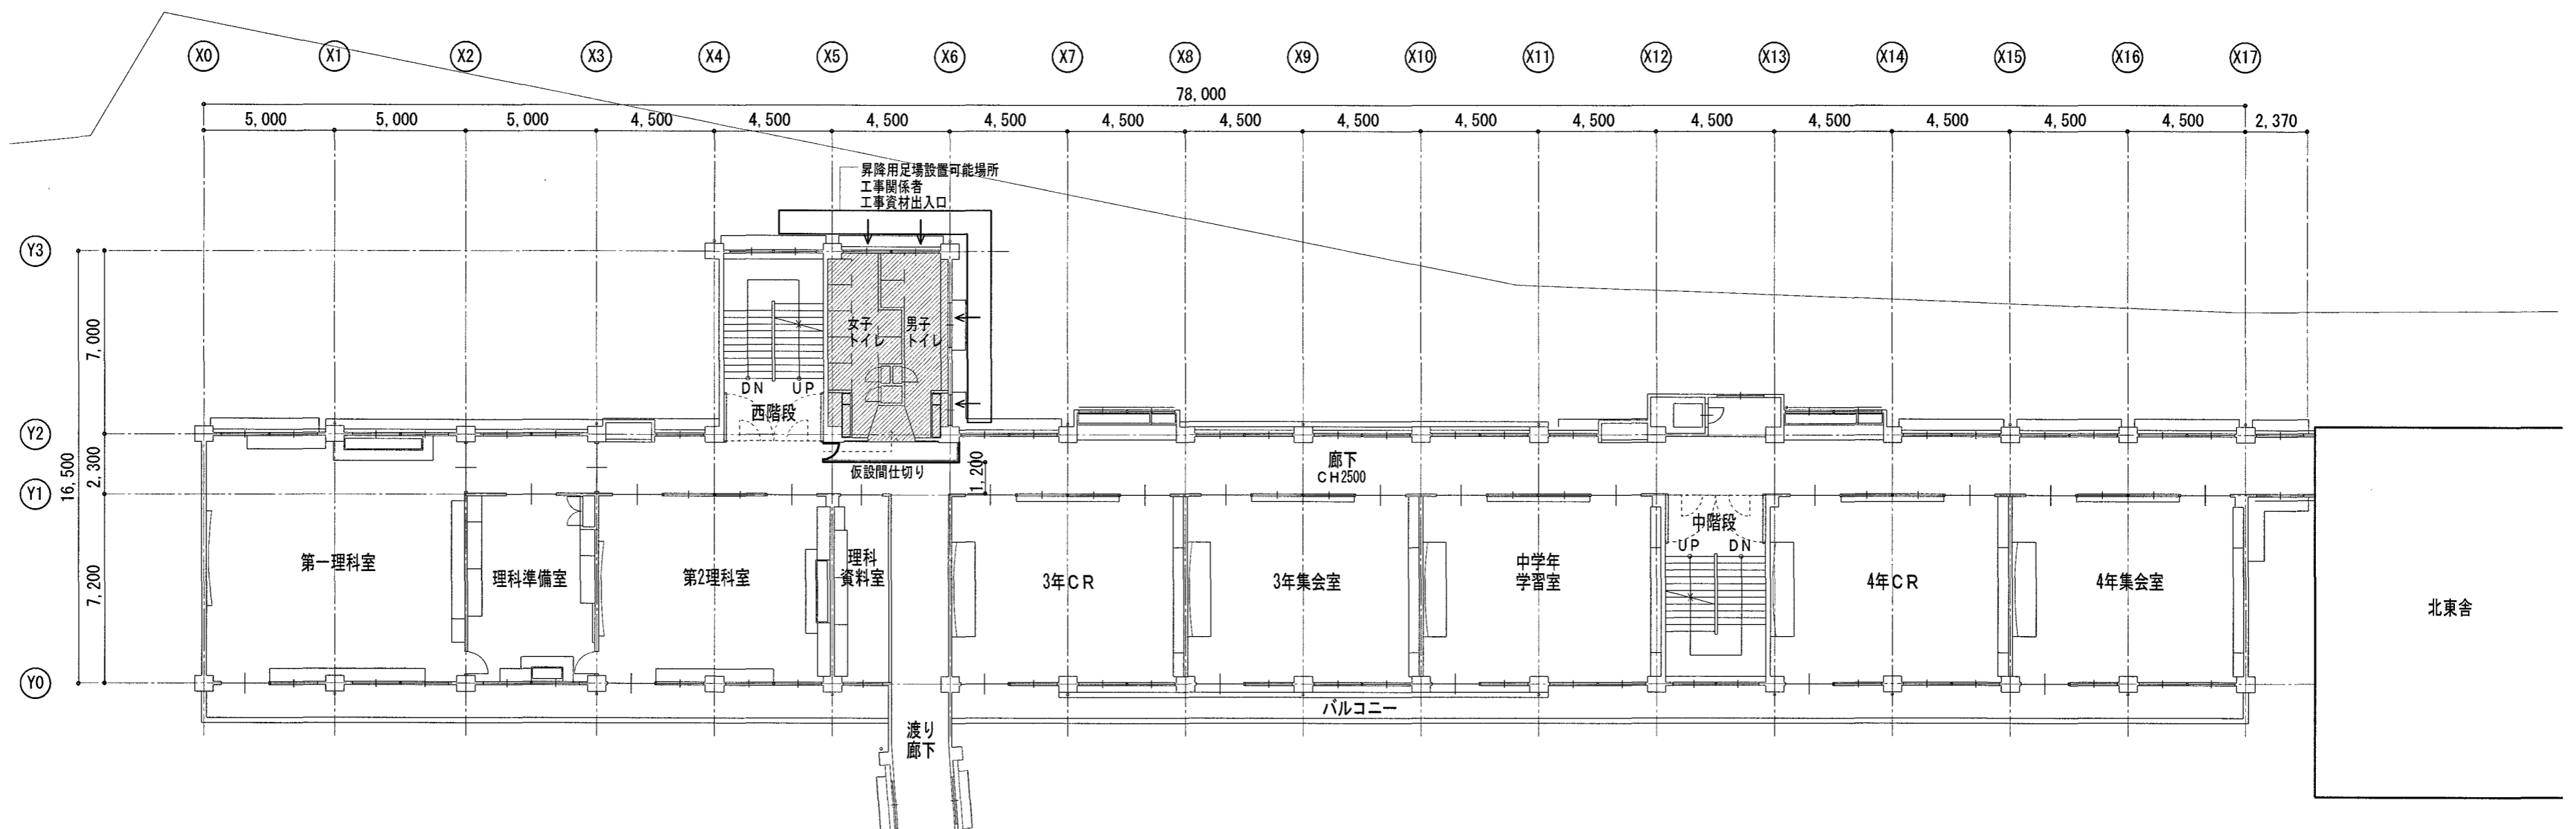 X0 X1 X2 X3 X4 X5 X6 X7 X8 X9 X10 X11 X12 X13 X14 X15 X16 X17
78,000
5,000 5,000 5,000 4,500 4,500 4,500 4,500 4,500 4,500 4,500 4,500 4,500 4,500 4,500 4,500 4,500 4,500 2,370
昇降用足場設置可能場所
工事関係者
工事資材出入口
Y3
7,000
女子
トイレ
男子
トイレ
DN UP
西階段
Y2
16,500
2,300
仮設間仕切り
1,200
廊下
CH2500
Y1
7,200
第一理科室
理科準備室
第2理科室
理科
資料室
3年CR
3年集会室
中学年
学習室
中階段
UP DN
4年CR
4年集会室
北東舎
Y0
バルコニー
渡り
廊下